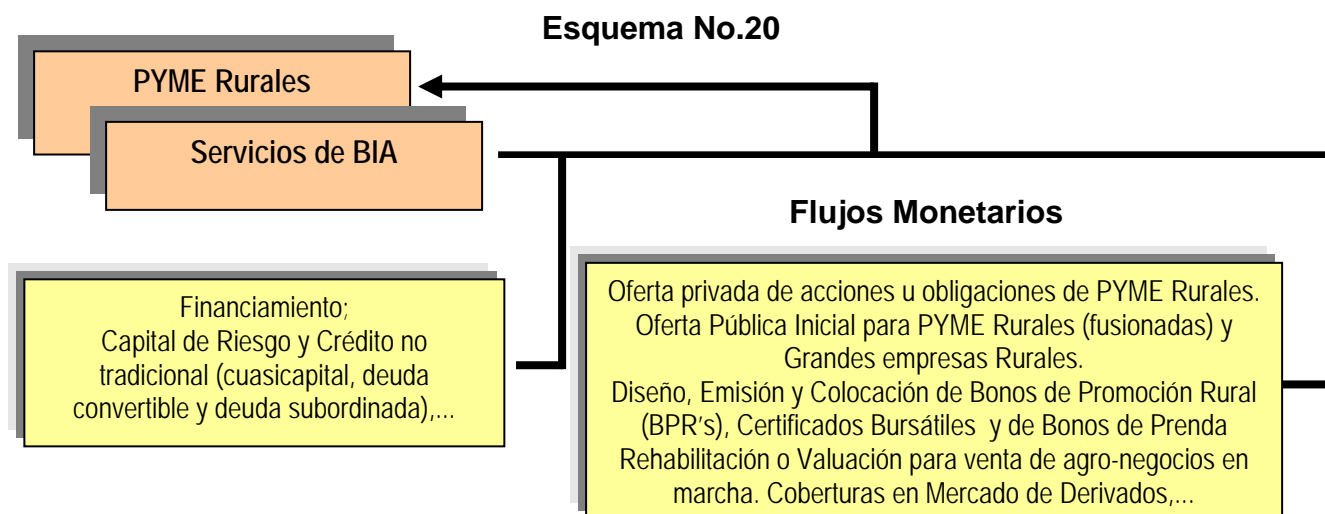 Esquema No.20
PYME Rurales
Servicios de BIA
Flujos Monetarios
Financiamiento;
Capital de Riesgo y Crédito no
tradicional (cuasicapital, deuda
convertible y deuda subordinada),...
Oferta privada de acciones u obligaciones de PYME Rurales.
Oferta Pública Inicial para PYME Rurales (fusionadas) y
Grandes empresas Rurales.
Diseño, Emisión y Colocación de Bonos de Promoción Rural
(BPR's), Certificados Bursátiles y de Bonos de Prenda
Rehabilitación o Valuación para venta de agro-negocios en
marcha. Coberturas en Mercado de Derivados,...